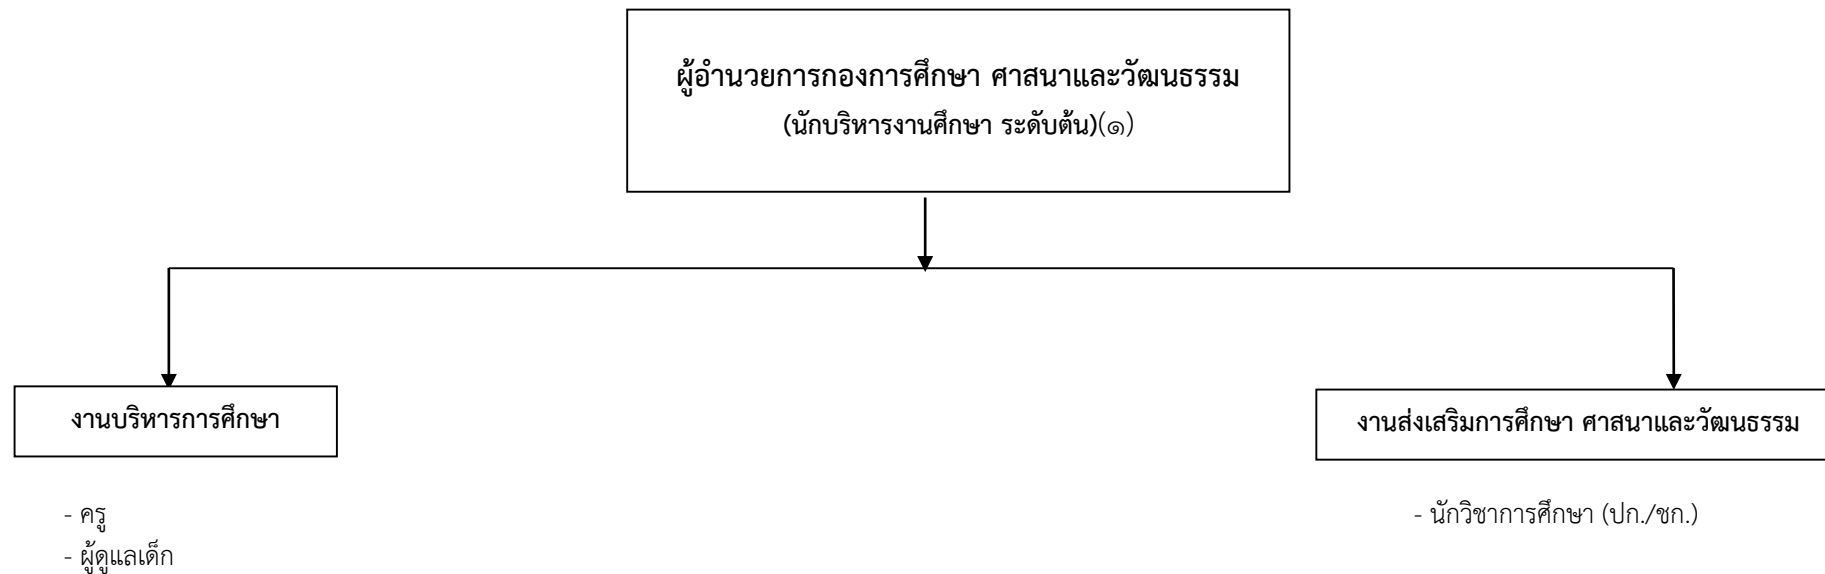 ผู้อำนวยการกองการศึกษา ศาสนาและวัฒนธรรม
(นักบริหารงานศึกษา ระดับต้น)(๑)
งานบริหารการศึกษา
งานส่งเสริมการศึกษา ศาสนาและวัฒนธรรม
- ครู
- ผู้ดูแลเด็ก
- นักวิชาการศึกษา (ปก./ชก.)